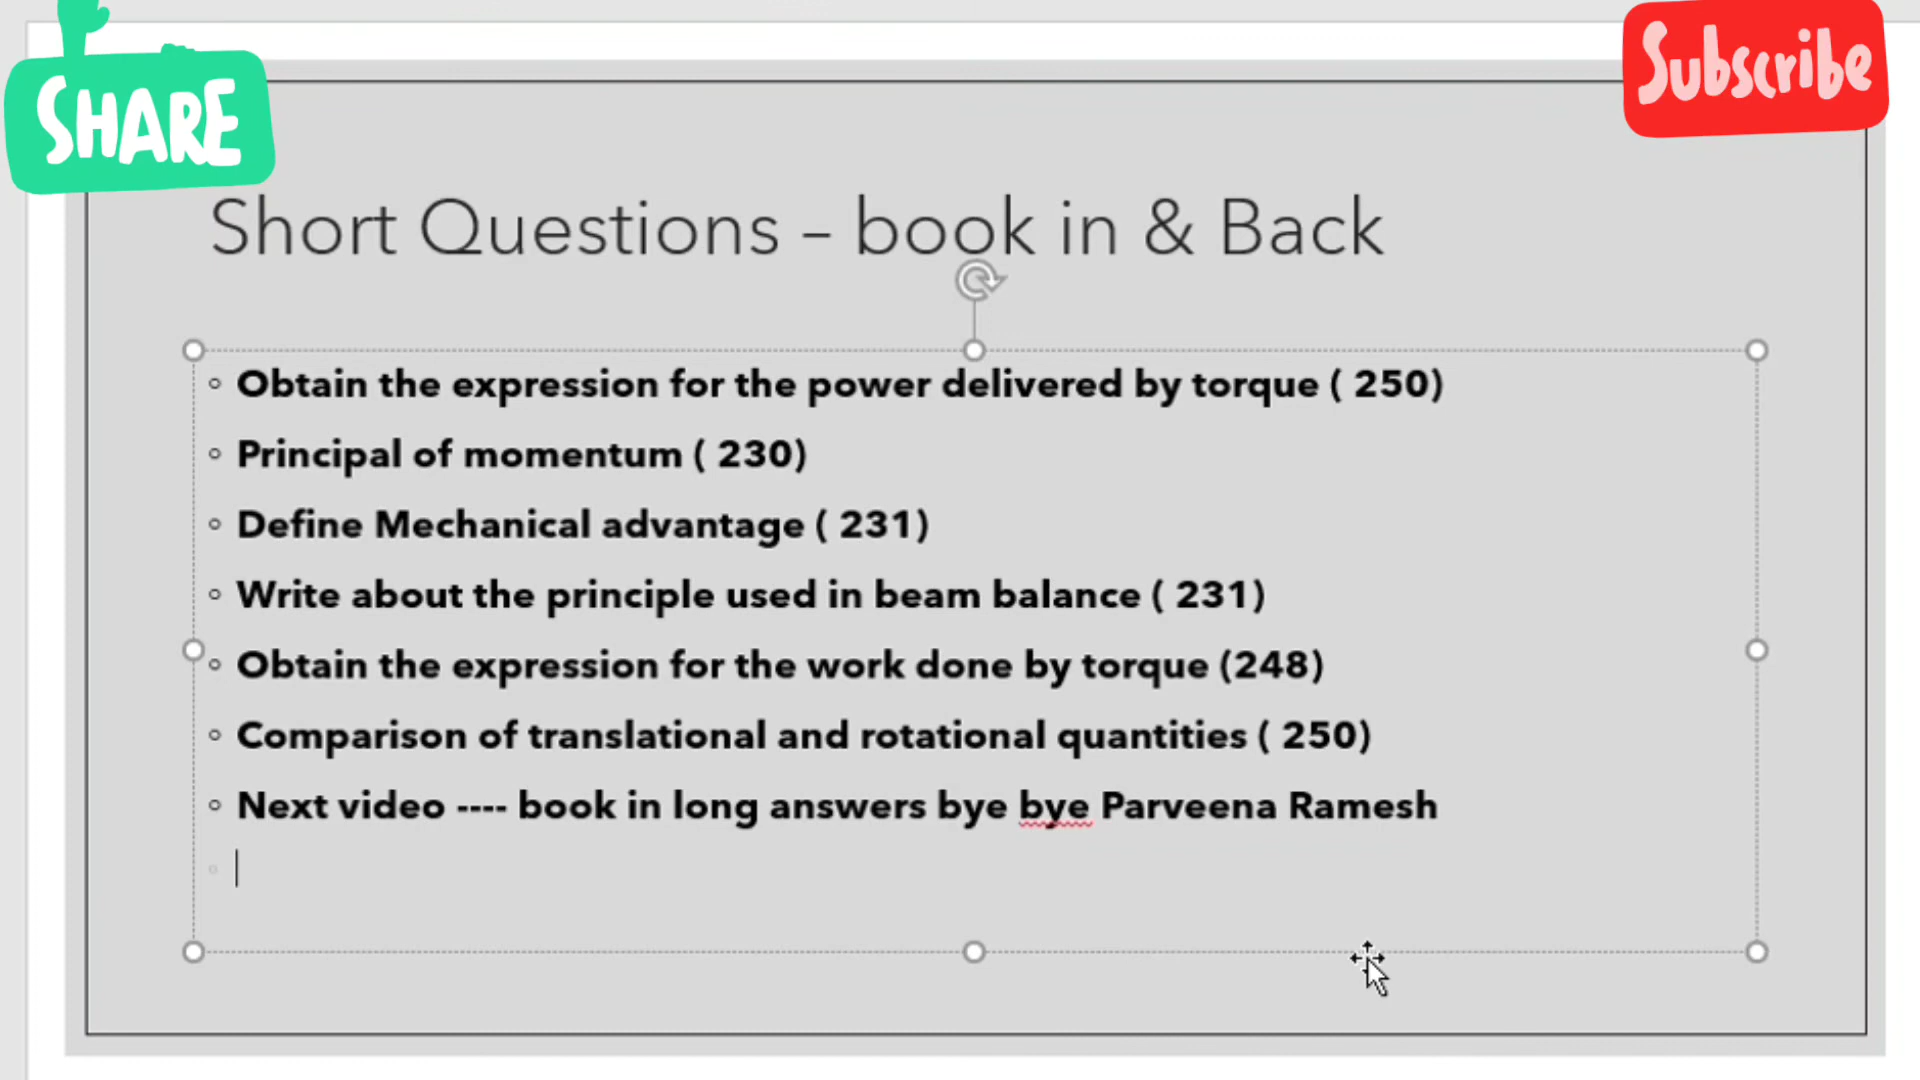 SHARE
Subscribe
Short Questions – book in & Back
Obtain the expression for the power delivered by torque ( 250)
Principal of momentum ( 230)
Define Mechanical advantage ( 231)
Write about the principle used in beam balance ( 231)
Obtain the expression for the work done by torque (248)
Comparison of translational and rotational quantities ( 250)
Next video ---- book in long answers bye bye Parveena Ramesh